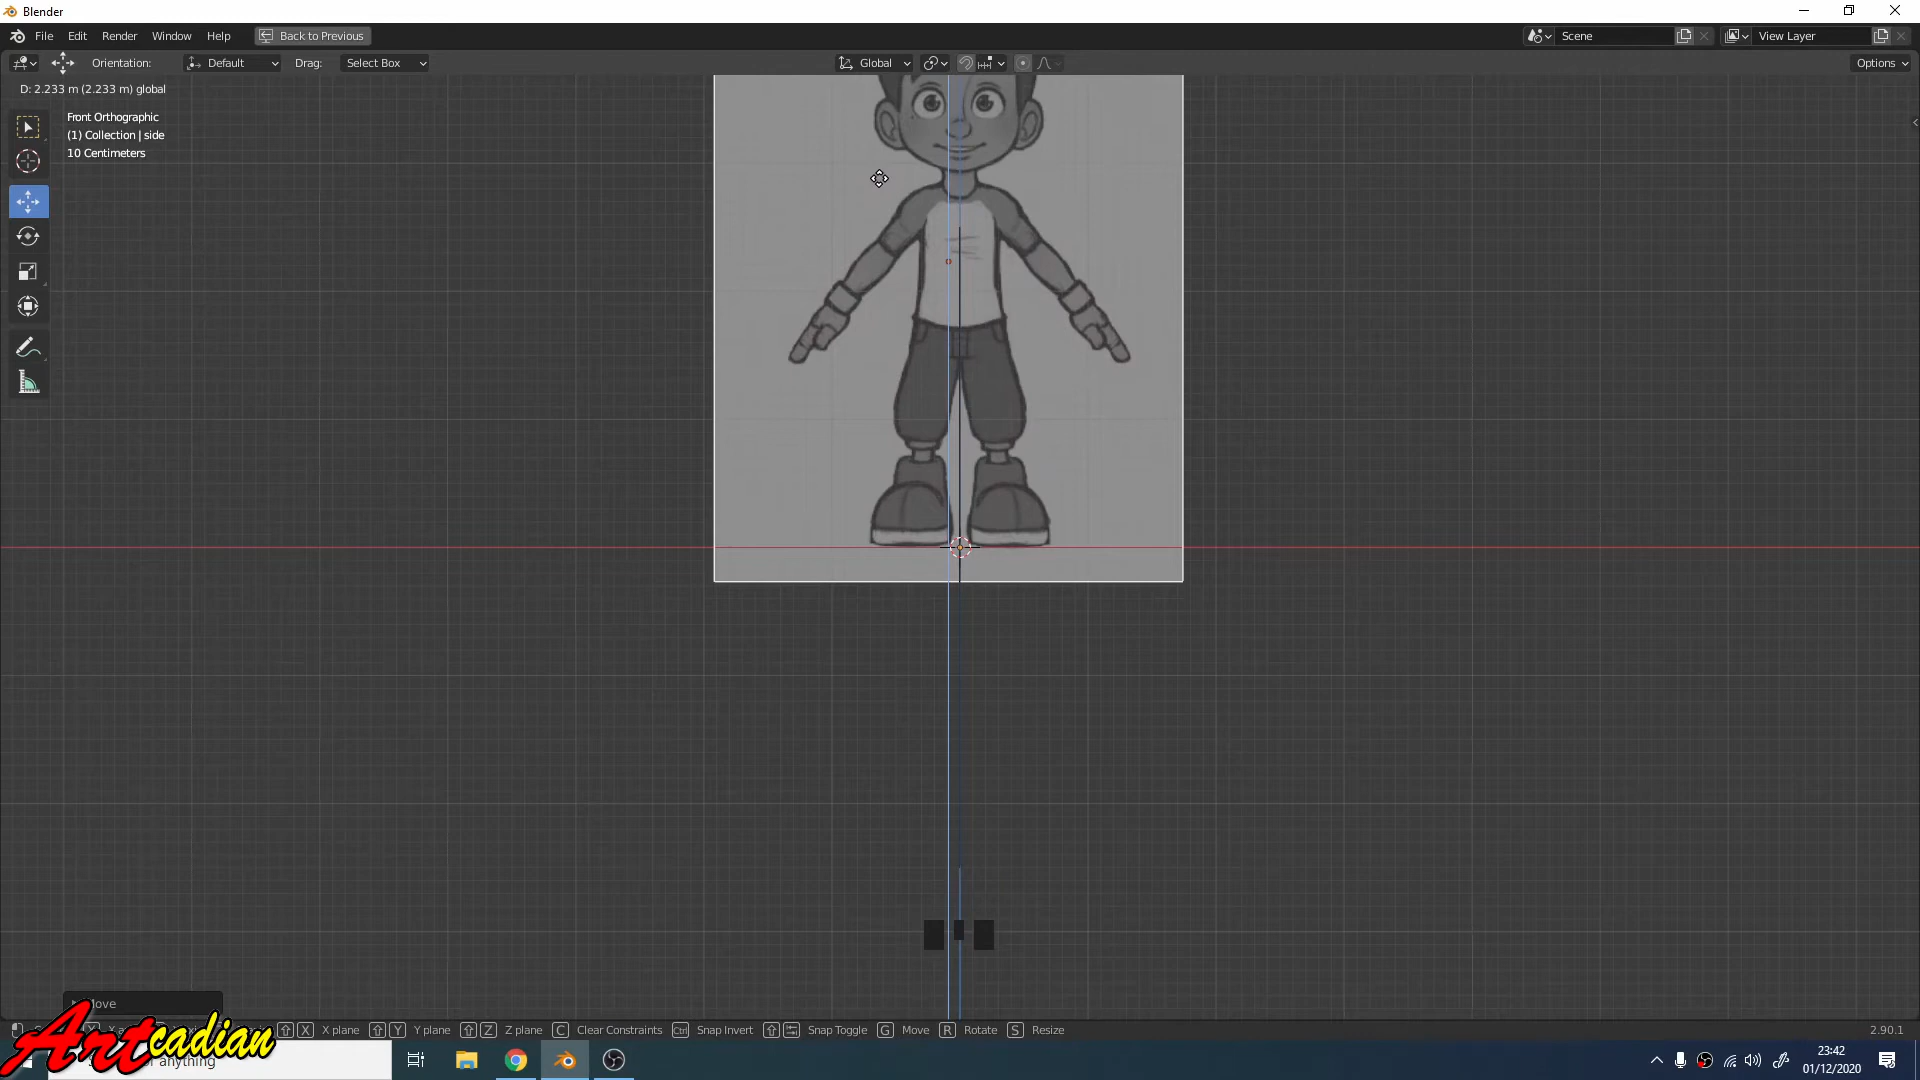 Blender
File Edit Render Window Help Back to Previous Scene View Layer
Orientation: Default Drag: Select Box Global Options
D: 2.233 m (2.233 m) global
Front Orthographic
(1) Collection | side
10 Centimeters
X plane Y Y plane Z Z plane C Clear Constraints Ctrl Snap Invert Snap Toggle G Move R Rotate S Resize 2.90.1
Artcadian
anything
23:42
01/12/2020